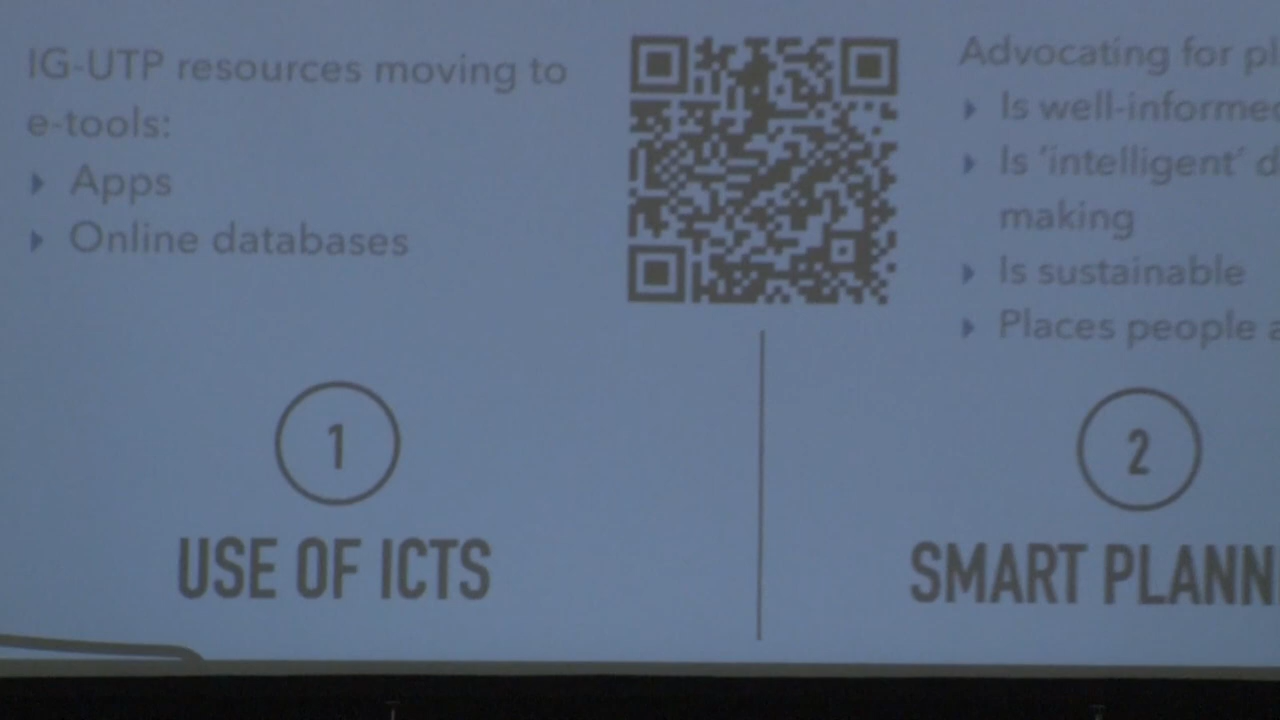 IG-UTP resources moving to
e-tools:
Apps
Online databases
1
USE OF ICTS
Advocating for
Is well-informed
Is ‘intelligent’
making
Is sustainable
Places people
2
SMART